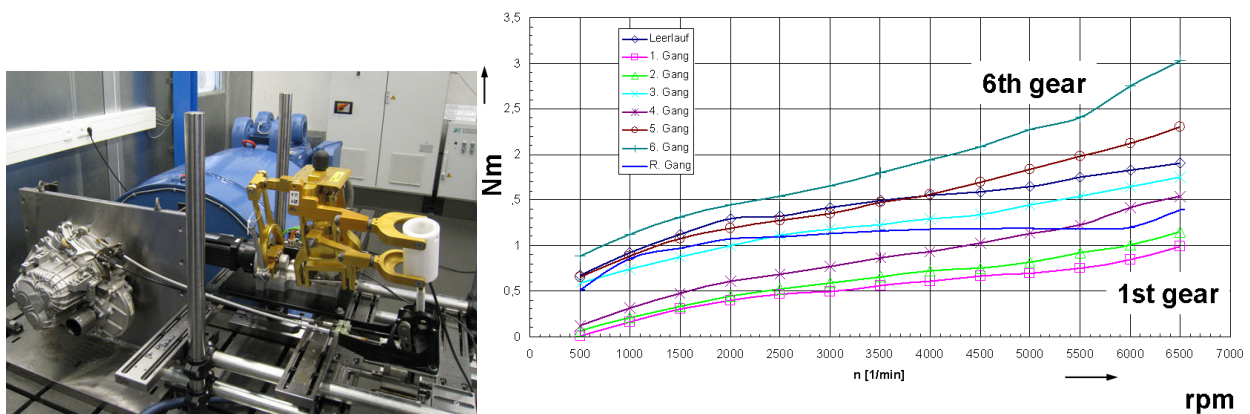 3,5
3
2,5
2
,5
1
0,5
0
Nm
Leerlauf
1. Gang
2. Gang
3. Gang
4. Gang
5. Gang
6. Gang
R. Gang
6th gear
1st gear
0 500 1000 1500 2000 2500 3000 3500 4000 4500 5000 5500 6000 6500 7000
n [1/min]
rpm